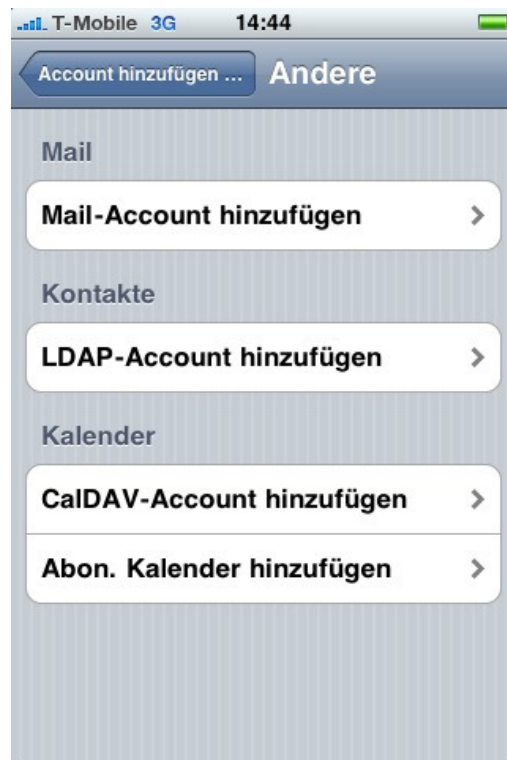 T-Mobile 3G 14:44
Account hinzufügen ... Andere
Mail
Mail-Account hinzufügen
Kontakte
LDAP-Account hinzufügen
Kalender
CalDAV-Account hinzufügen
Abon. Kalender hinzufügen